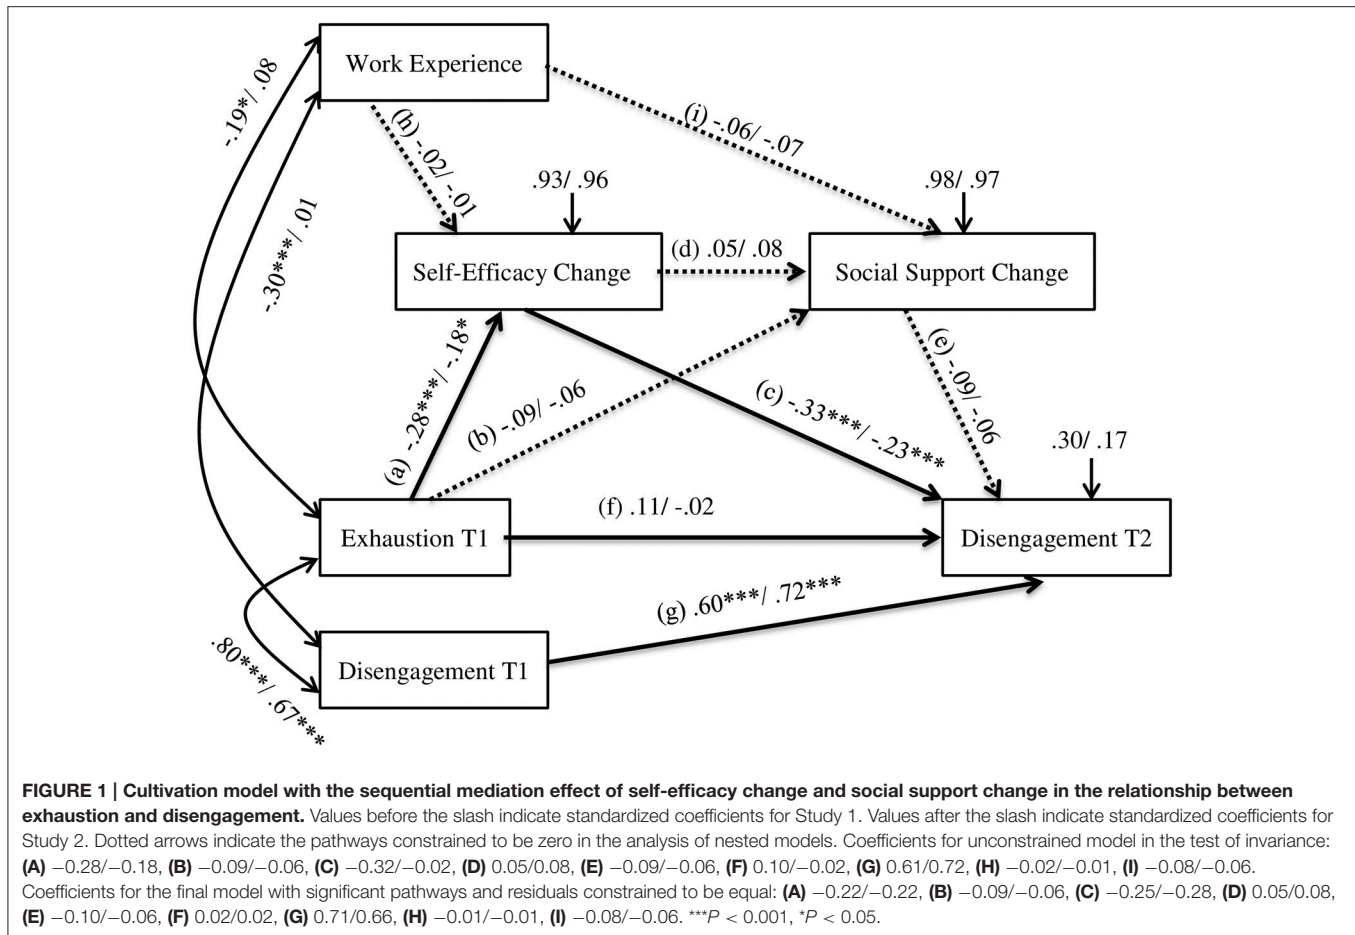 Work Experience
-.19*/ .08
-.30***/ .01
(h) -.02/ -.01
(i) -.06/ -.07
.93/ .96
.98/ .97
Self-Efficacy Change
(d) .05/ .08
Social Support Change
(a) -.28***/ -.18*
(b) -.09/ -.06
(c) -.33***/ -.23***
(e) -.09/ -.06
.30/ .17
Exhaustion T1
(f) .11/ -.02
Disengagement T2
(g) .60***/ .72***
Disengagement T1
.80***/ .67***
FIGURE 1 | Cultivation model with the sequential mediation effect of self-efficacy change and social support change in the relationship between
exhaustion and disengagement. Values before the slash indicate standardized coefficients for Study 1. Values after the slash indicate standardized coefficients for
Study 2. Dotted arrows indicate the pathways constrained to be zero in the analysis of nested models. Coefficients for unconstrained model in the test of invariance:
(A) −0.28/−0.18, (B) −0.09/−0.06, (C) −0.32/−0.02, (D) 0.05/0.08, (E) −0.09/−0.06, (F) 0.10/−0.02, (G) 0.61/0.72, (H) −0.02/−0.01, (I) −0.08/−0.06.
Coefficients for the final model with significant pathways and residuals constrained to be equal: (A) −0.22/−0.22, (B) −0.09/−0.06, (C) −0.25/−0.28, (D) 0.05/0.08,
(E) −0.10/−0.06, (F) 0.02/0.02, (G) 0.71/0.66, (H) −0.01/−0.01, (I) −0.08/−0.06. ***P < 0.001, *P < 0.05.